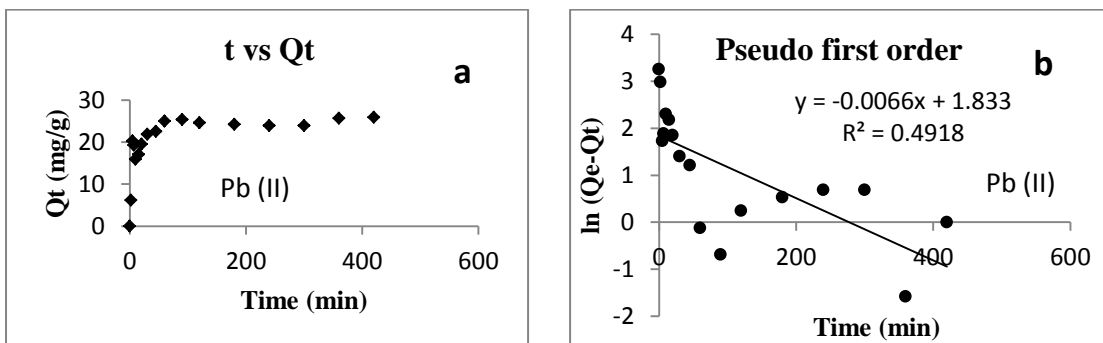 t vs Qt
a
30
20
10
0
0
200
400
600
Qt (mg/g)
Pb (II)
Time (min)
Pseudo first order
b
y = -0.0066x + 1.833
R² = 0.4918
4
3
2
1
0
-1
-2
0
200
400
600
ln (Qe-Qt)
Pb (II)
Time (min)